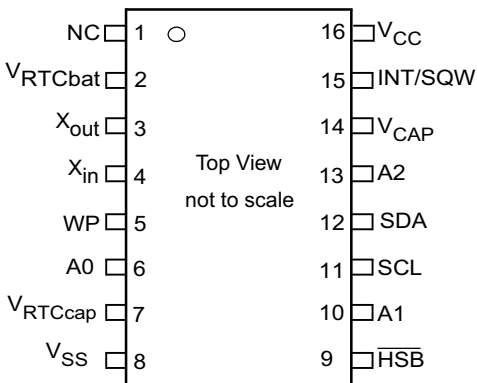 NC 1 16 VCC
VRTCbat 2 15 INT/SQW
Xout 3 14 VCAP
Xin 4 Top View 13 A2
not to scale
WP 5 12 SDA
A0 6 11 SCL
VRTCcap 7 10 A1
VSS 8 9 HSB